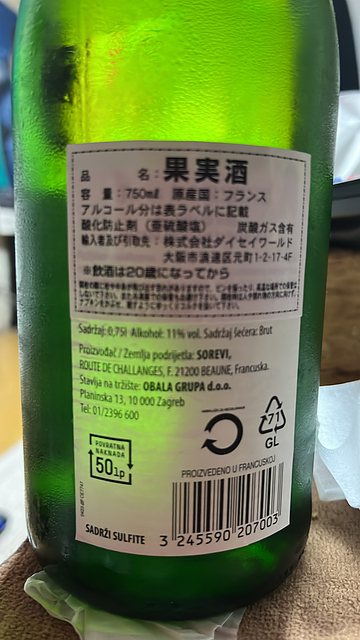 品 名：果実酒
容 量：750mℓ 原産国：フランス
アルコール分は表ラベルに記載
酸化防止剤（亜硫酸塩） 炭酸ガス含有
輸入者及び引取先：株式会社ダイセイワールド
大阪市浪速区元町1-2-17-4F
※飲酒は20歳になってから
Sadržaj: 0,75l Alkohol: 11% vol. Sadržaj šećera: Brut
Proizvođač / Zemlja podrijetla: SOREVI,
ROUTE DE CHALLANGES, F. 21200 BEAUNE, Francuska.
Stavlja na tržište: OBALA GRUPA d.o.o.
Planinska 13, 10 000 Zagreb
Tel: 01/2396 600
POVRATNA
NAKNADA
50lp
71
GL
PROIZVEDENO U FRANCUSKOJ
SADRŽI SULFITE
3 245590 207003